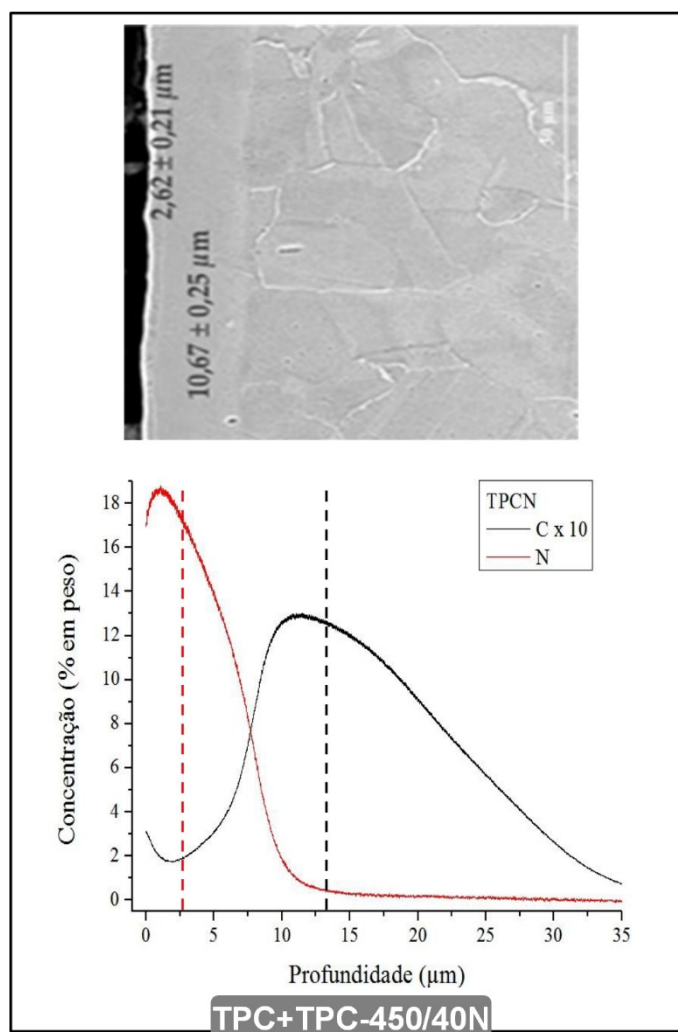 2,62 ± 0,21 µm
10,67 ± 0,25 µm
50 µm
TPCN
C x 10
N
Concentração (% em peso)
18
16
14
12
10
8
6
4
2
0
0 5 10 15 20 25 30 35
Profundidade (µm)
TPC+TPC-450/40N